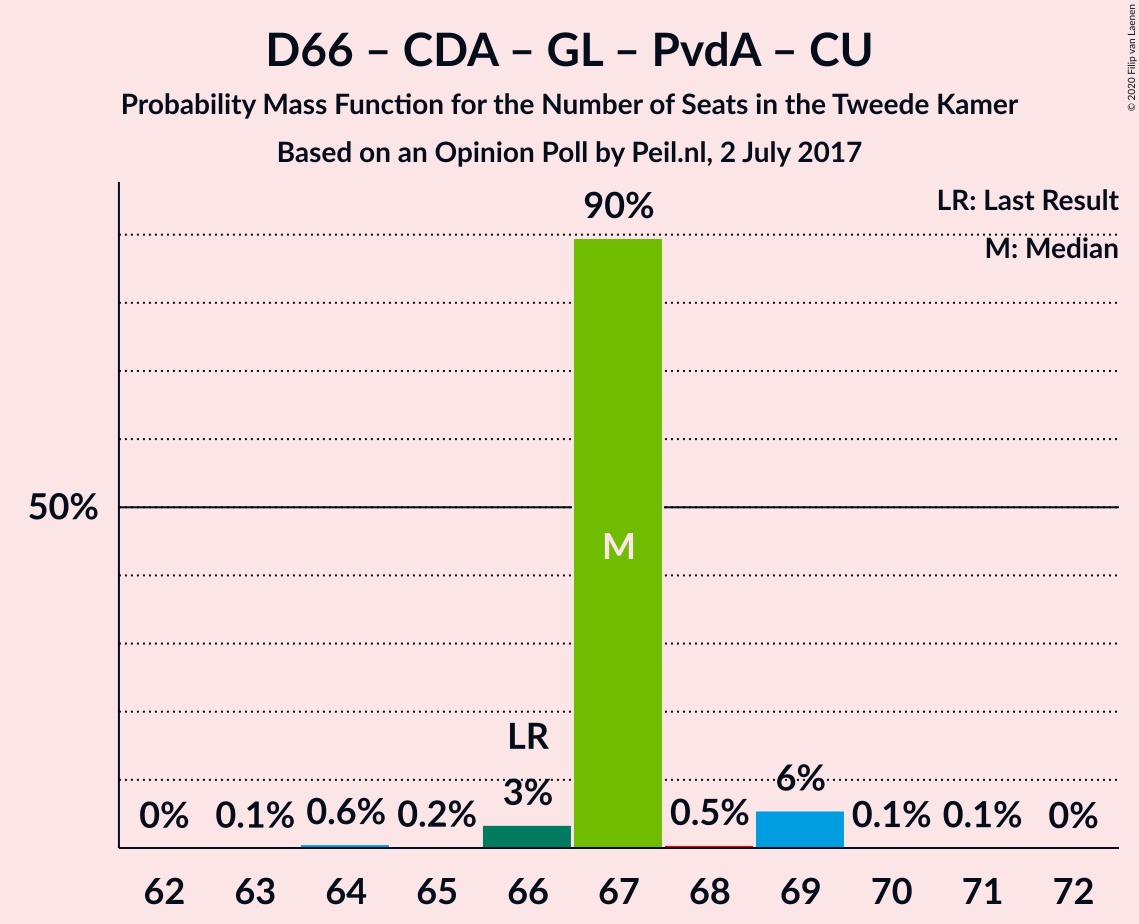 D66 – CDA – GL – PvdA – CU
Probability Mass Function for the Number of Seats in the Tweede Kamer
Based on an Opinion Poll by Peil.nl, 2 July 2017
© 2020 Filip van Laenen
LR: Last Result
M: Median
90%
50%
M
LR
0% 0.1% 0.6% 0.2% 3% 0.5% 6% 0.1% 0.1% 0%
62 63 64 65 66 67 68 69 70 71 72